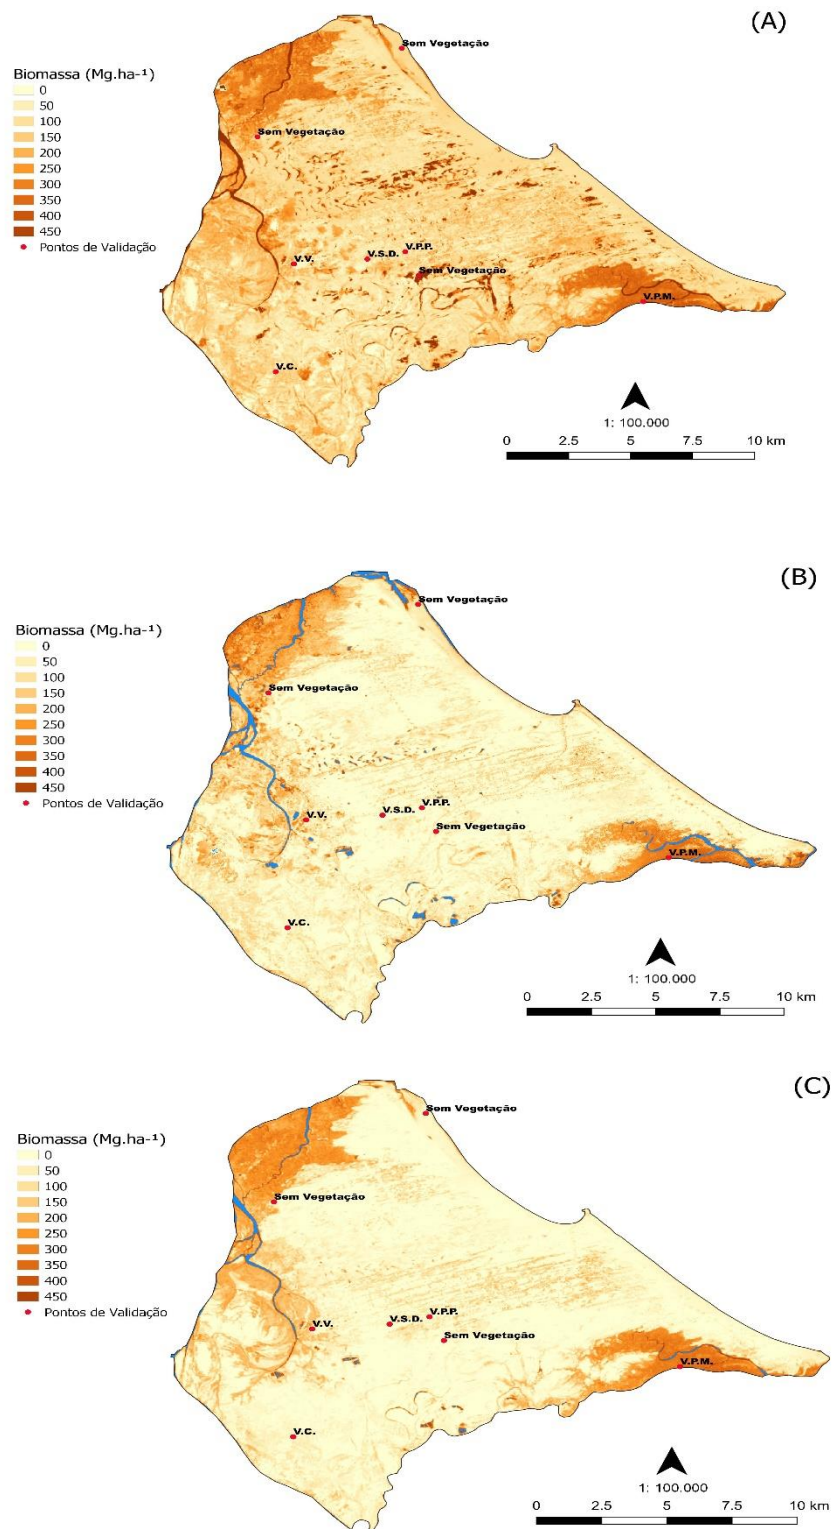 (A)
Sem Vegetação
Biomassa (Mg.ha⁻¹)
0
50
100
150
200
250
300
350
400
450
Pontos de Validação
Sem Vegetação
V.V.
V.S.D.
V.P.P.
Sem Vegetação
V.P.M.
V.C.
1: 100.000
0 2.5 5 7.5 10 km
(B)
Sem Vegetação
Biomassa (Mg.ha⁻¹)
0
50
100
150
200
250
300
350
400
450
Pontos de Validação
Sem Vegetação
V.V.
V.S.D.
V.P.P.
Sem Vegetação
V.P.M.
V.C.
1: 100.000
0 2.5 5 7.5 10 km
(C)
Sem Vegetação
Biomassa (Mg.ha⁻¹)
0
50
100
150
200
250
300
350
400
450
Pontos de Validação
Sem Vegetação
V.V.
V.S.D.
V.P.P.
Sem Vegetação
V.P.M.
V.C.
1: 100.000
0 2.5 5 7.5 10 km